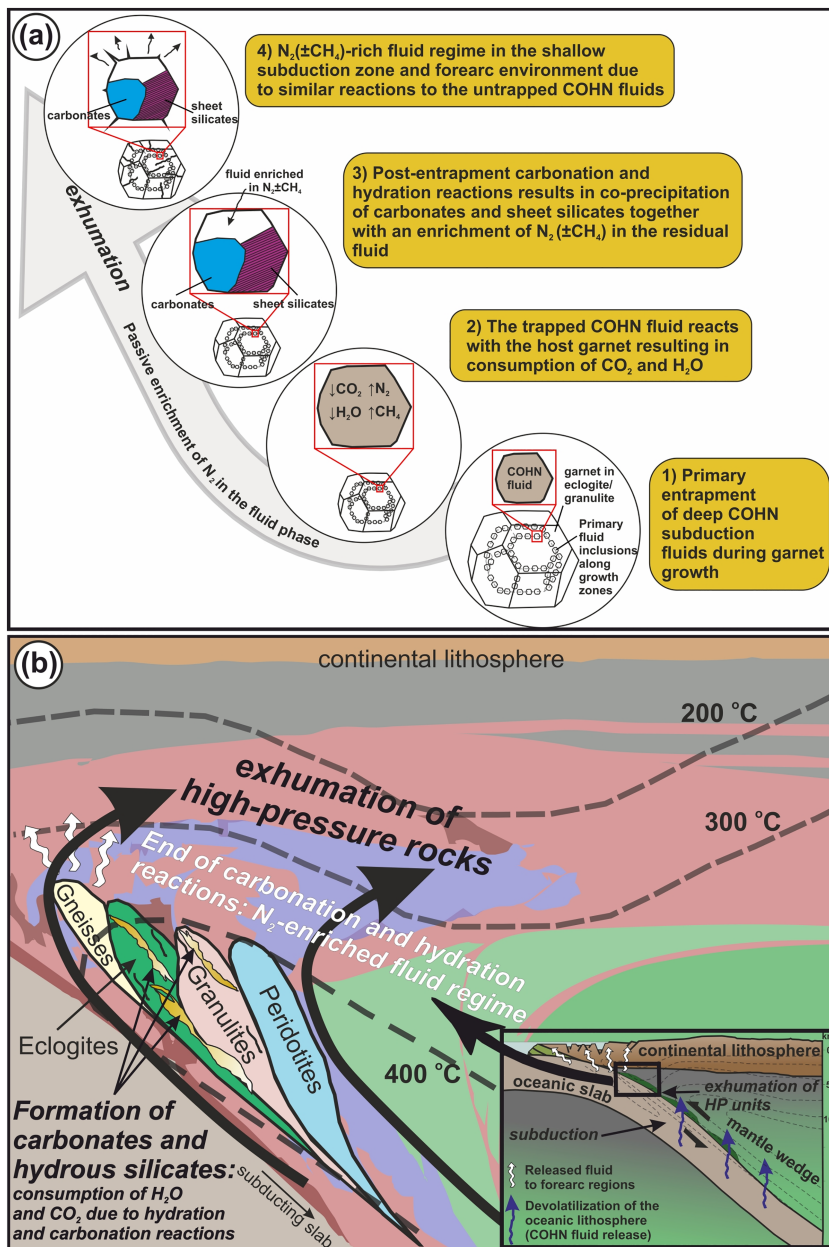 (a)
4) N₂(±CH₄)-rich fluid regime in the shallow
subduction zone and forearc environment due
to similar reactions to the untrapped COHN fluids
carbonates
sheet
silicates
3) Post-entrapment carbonation and
hydration reactions results in co-precipitation
of carbonates and sheet silicates together
with an enrichment of N₂(±CH₄) in the residual
fluid
fluid enriched
in N₂±CH₄
carbonates
sheet silicates
exhumation
Passive enrichment of N₂ in the fluid phase
2) The trapped COHN fluid reacts
with the host garnet resulting in
consumption of CO₂ and H₂O
↓CO₂ ↑N₂
↓H₂O ↑CH₄
1) Primary
entrapment
of deep COHN
subduction
fluids during garnet
growth
COHN
fluid
garnet in
eclogite/
granulite
Primary
fluid
inclusions
along
growth
zones
(b)
continental lithosphere
200 °C
300 °C
400 °C
exhumation of
high-pressure rocks
End of carbonation and hydration
reactions: N₂-enriched fluid regime
Gneisses
Eclogites
Granulites
Peridotites
Formation of
carbonates and
hydrous silicates:
consumption of H₂O
and CO₂ due to hydration
and carbonation reactions
subducting slab
continental lithosphere
oceanic slab
exhumation of
HP units
subduction
mantle wedge
Released fluid
to forearc regions
Devolatilization of the
oceanic lithosphere
(COHN fluid release)